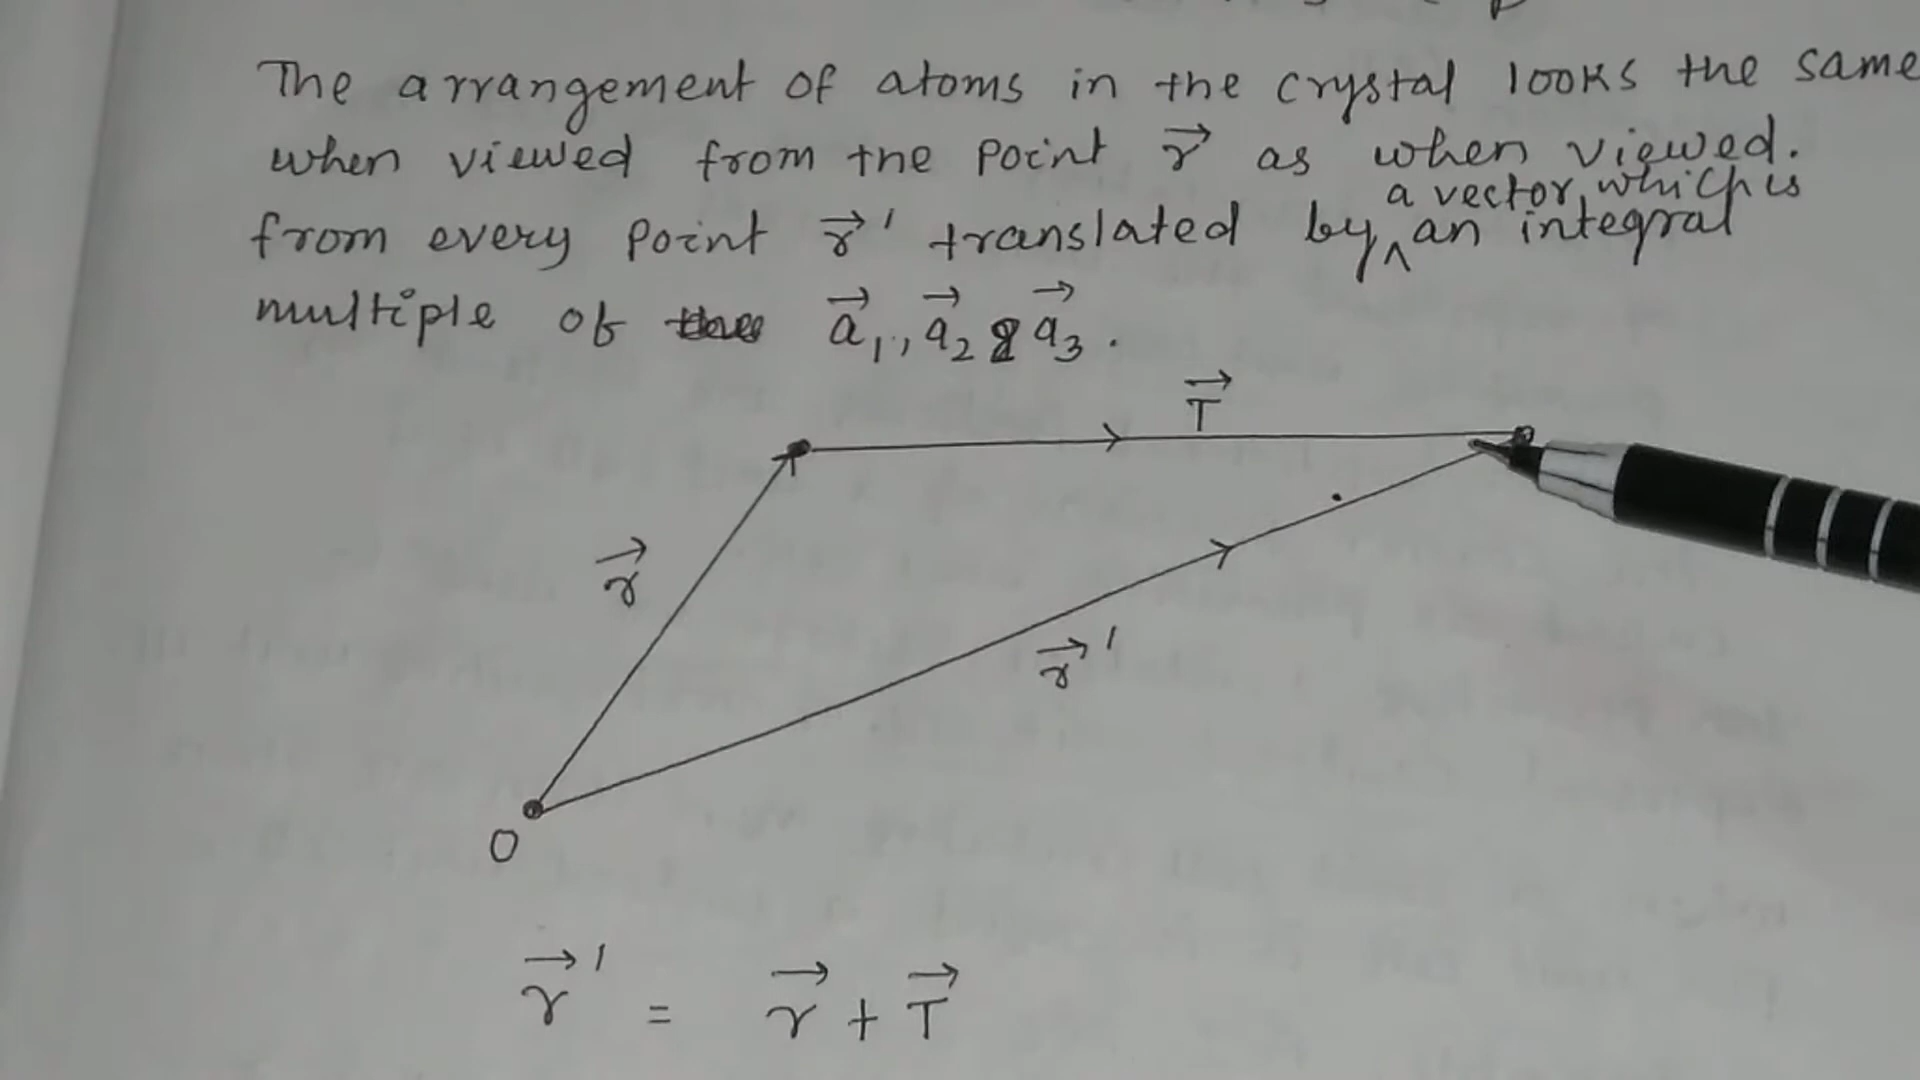 The arrangement of atoms in the crystal looks the same
when viewed from the point r⃗ as when viewed.
a vector, which is
from every point r⃗ ' translated by ^ an integral
multiple of a⃗₁, a⃗₂ & a⃗₃.
T⃗
r⃗
r⃗ '
O
r⃗ ' = r⃗ + T⃗